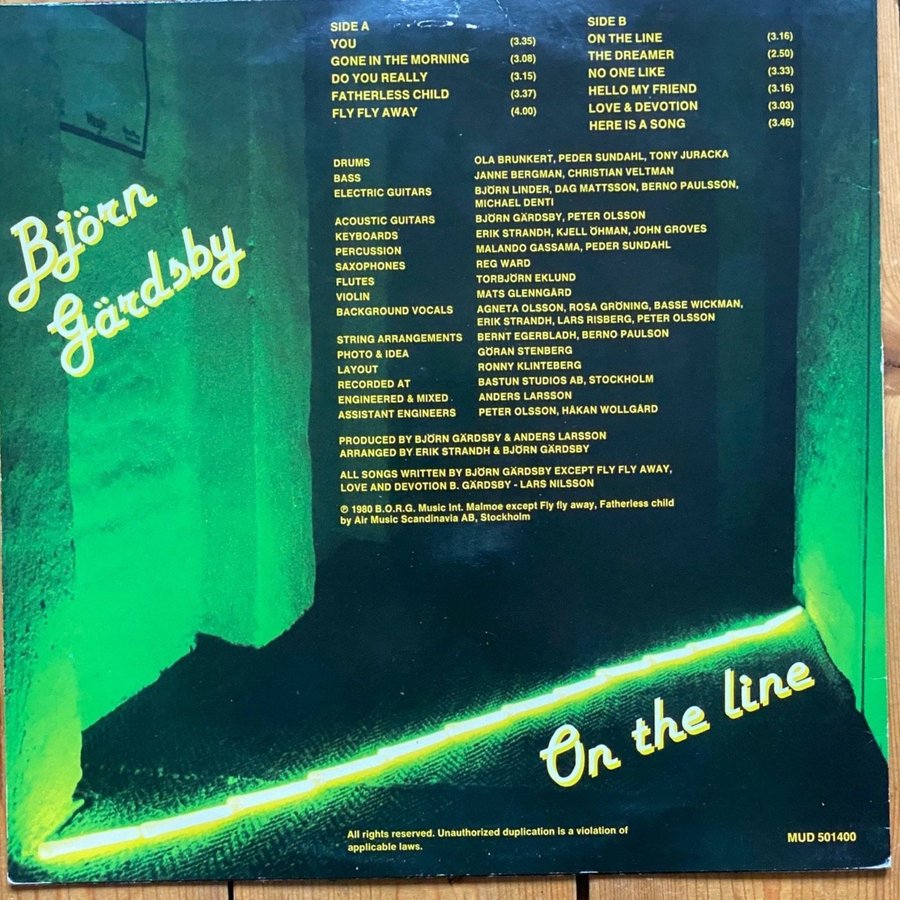 SIDE A
YOU (3.35)
GONE IN THE MORNING (3.08)
DO YOU REALLY (3.15)
FATHERLESS CHILD (3.37)
FLY FLY AWAY (4.00)
SIDE B
ON THE LINE (3.16)
THE DREAMER (2.50)
NO ONE LIKE (3.33)
HELLO MY FRIEND (3.16)
LOVE & DEVOTION (3.03)
HERE IS A SONG (3.46)
Björn
Gärdsby
DRUMS OLA BRUNKERT, PEDER SUNDAHL, TONY JURACKA
BASS JANNE BERGMAN, CHRISTIAN VELTMAN
ELECTRIC GUITARS BJÖRN LINDER, DAG MATTSSON, BERNO PAULSSON,
MICHAEL DENTI
ACOUSTIC GUITARS BJÖRN GÄRDSBY, PETER OLSSON
KEYBOARDS ERIK STRANDH, KJELL ÖHMAN, JOHN GROVES
PERCUSSION MALANDO GASSAMA, PEDER SUNDAHL
SAXOPHONES REG WARD
FLUTES TORBJÖRN EKLUND
VIOLIN MATS GLENNGÅRD
BACKGROUND VOCALS AGNETA OLSSON, ROSA GRÖNING, BASSE WICKMAN,
ERIK STRANDH, LARS RISBERG, PETER OLSSON
STRING ARRANGEMENTS BERNT EGERBLADH, BERNO PAULSON
PHOTO & IDEA GÖRAN STENBERG
LAYOUT RONNY KLINTEBERG
RECORDED AT BASTUN STUDIOS AB, STOCKHOLM
ENGINEERED & MIXED ANDERS LARSSON
ASSISTANT ENGINEERS PETER OLSSON, HÅKAN WOLLGÅRD
PRODUCED BY BJÖRN GÄRDSBY & ANDERS LARSSON
ARRANGED BY ERIK STRANDH & BJÖRN GÄRDSBY
ALL SONGS WRITTEN BY BJÖRN GÄRDSBY EXCEPT FLY FLY AWAY,
LOVE AND DEVOTION B. GÄRDSBY - LARS NILSSON
℗ 1980 B.O.R.G. Music Int. Malmoe except Fly fly away, Fatherless child
by Air Music Scandinavia AB, Stockholm
On the line
All rights reserved. Unauthorized duplication is a violation of
applicable laws.
MUD 501400